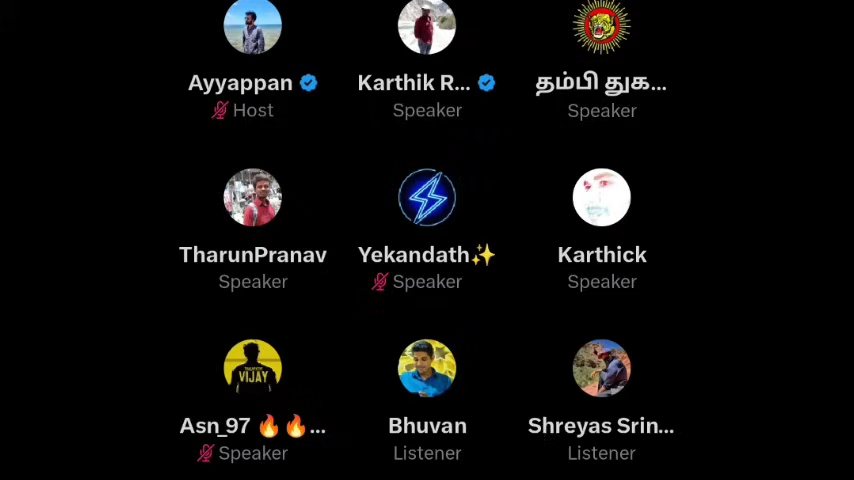 Ayyappan
Karthik R...
தம்பி துக...
Host
Speaker
Speaker
TharunPranav
Yekandath✨
Karthick
Speaker
Speaker
Speaker
VIJAY
Asn_97 🔥🔥...
Bhuvan
Shreyas Srin...
Speaker
Listener
Listener